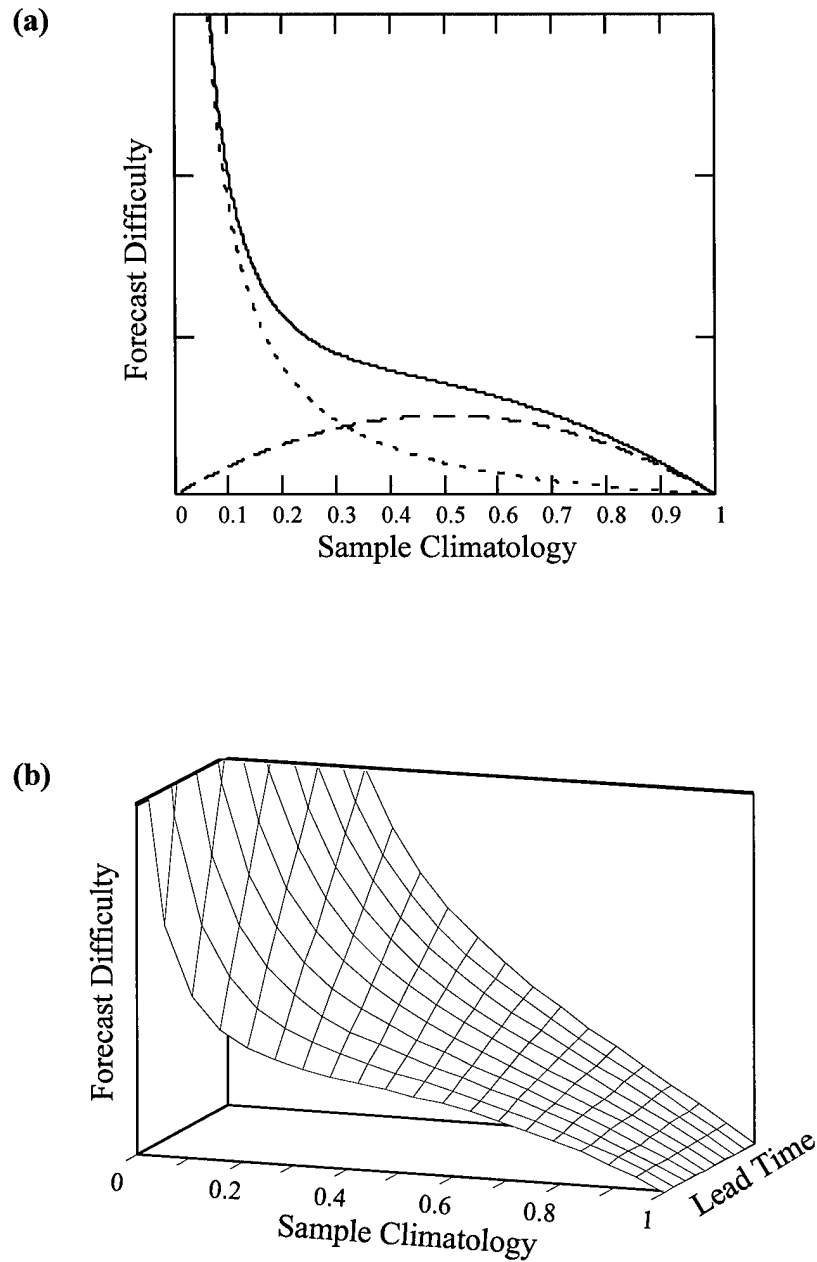 (a)
Forecast Difficulty
0 0.1 0.2 0.3 0.4 0.5 0.6 0.7 0.8 0.9 1
Sample Climatology
(b)
Forecast Difficulty
0 0.2 0.4 0.6 0.8 1
Sample Climatology
Lead Time